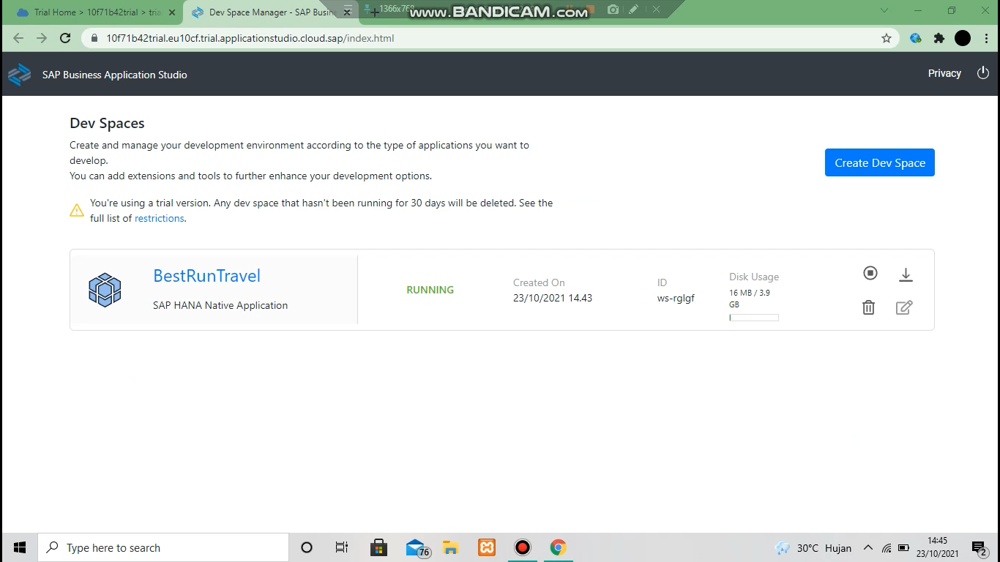 Trial Home > 10f71b42trial > tria
Dev Space Manager - SAP Busine
1366x768
www.BANDICAM.com
10f71b42trial.eu10cf.trial.applicationstudio.cloud.sap/index.html
SAP Business Application Studio
Privacy
Dev Spaces
Create and manage your development environment according to the type of applications you want to
develop.
You can add extensions and tools to further enhance your development options.
Create Dev Space
You're using a trial version. Any dev space that hasn't been running for 30 days will be deleted. See the
full list of restrictions.
BestRunTravel
SAP HANA Native Application
RUNNING
Created On
23/10/2021 14.43
ID
ws-rglgf
Disk Usage
16 MB / 3.9
GB
Type here to search
76
30°C Hujan
14:45
23/10/2021
2